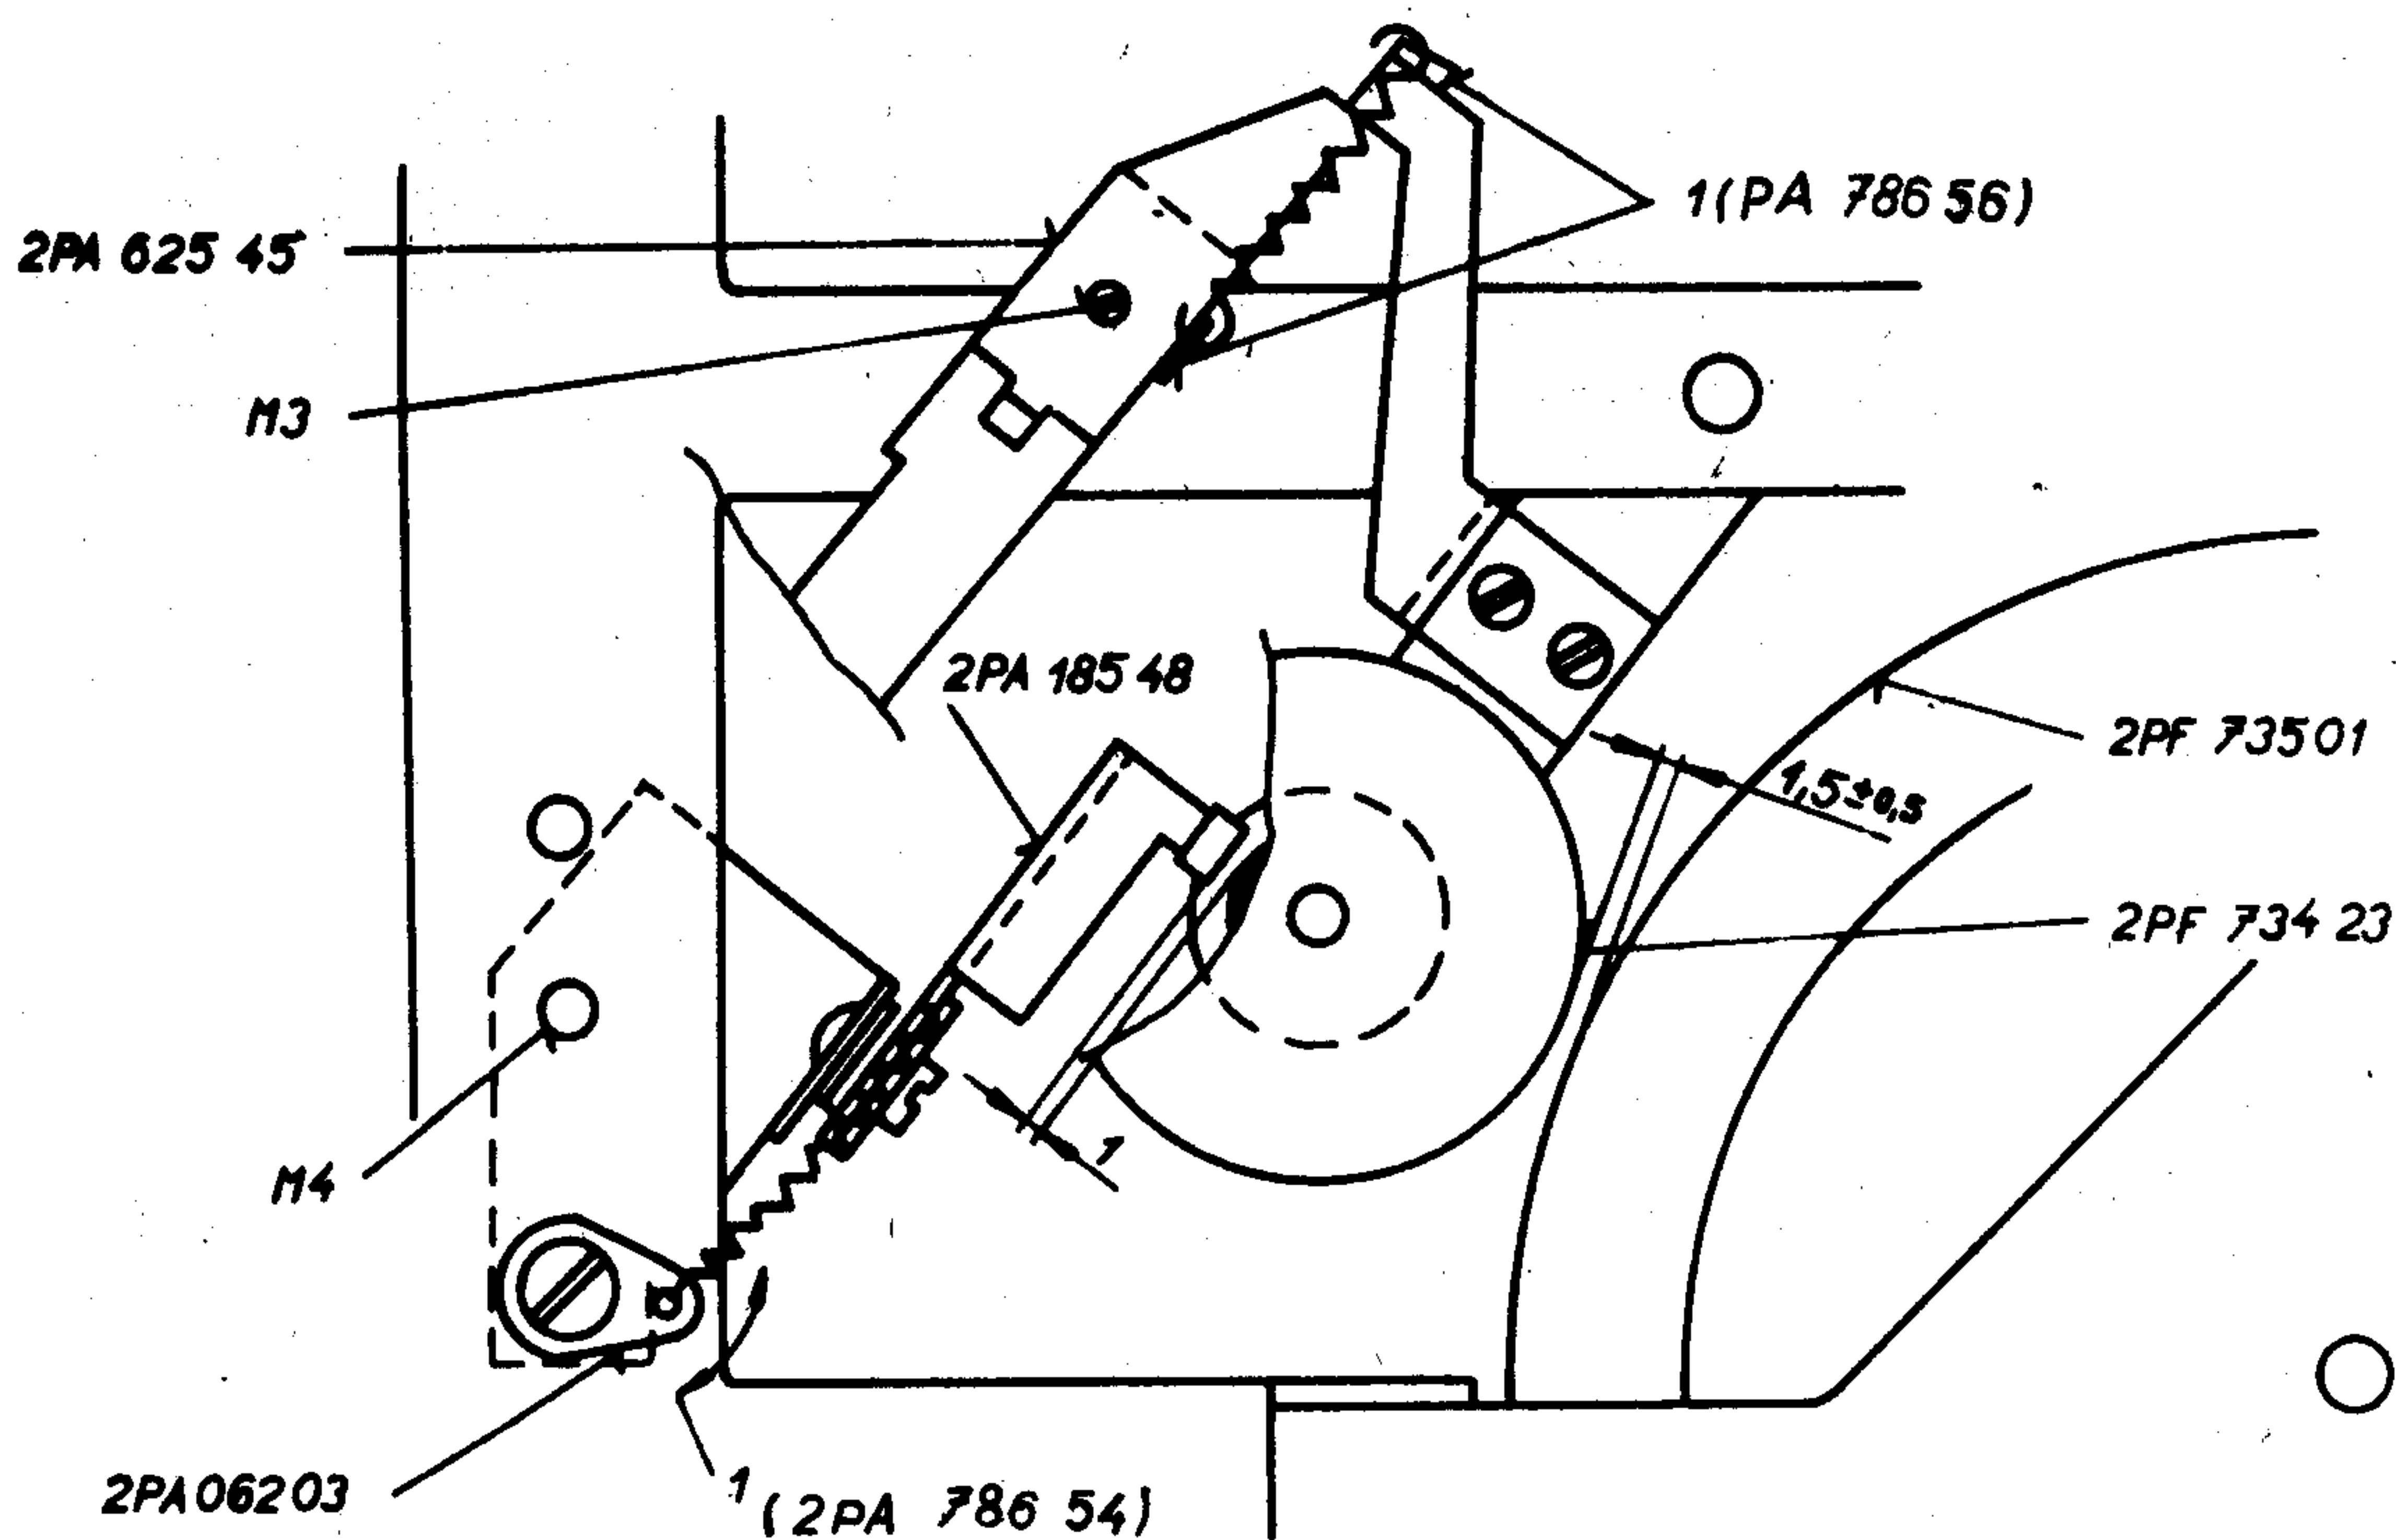 1(PA 786 56)
2PA 625 45
M3
2PA 185 48
2PF 735 01
1,5±0,5
2PF 734 23
1
M4
2PA 062 03
1
(2PA 786 54)